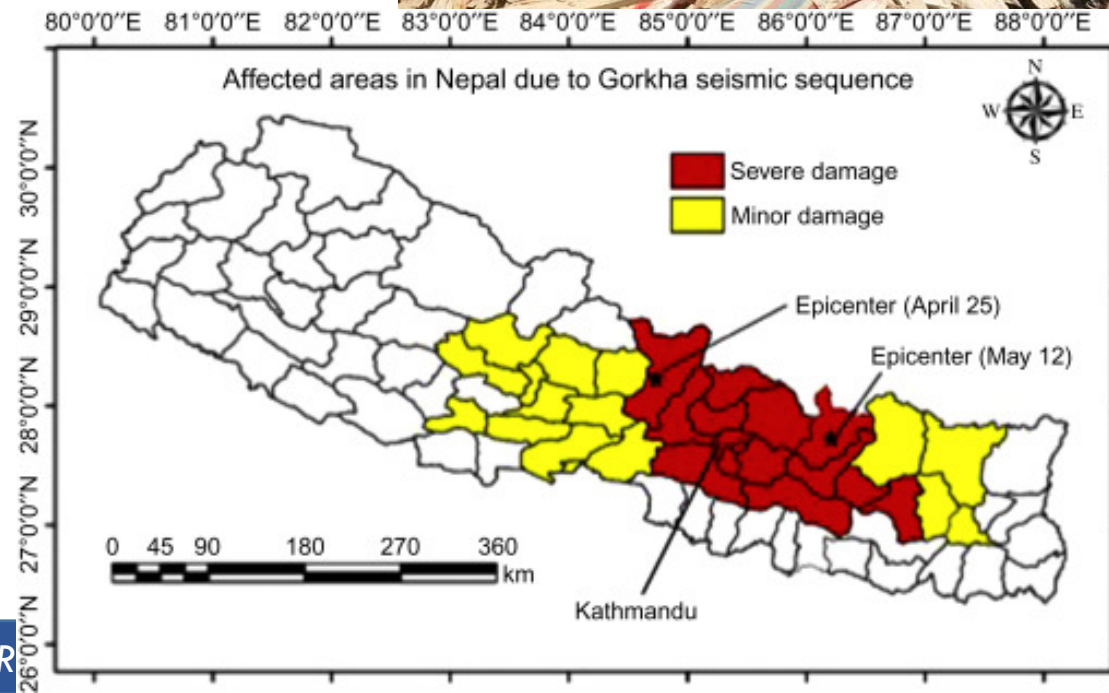 80°0'0"E 81°0'0"E 82°0'0"E 83°0'0"E 84°0'0"E 85°0'0"E 86°0'0"E 87°0'0"E 88°0'0"E
Affected areas in Nepal due to Gorkha seismic sequence
N
W E
S
30°0'0"N
29°0'0"N
28°0'0"N
27°0'0"N
26°0'0"N
Severe damage
Minor damage
Epicenter (April 25)
Epicenter (May 12)
0 45 90 180 270 360
km
Kathmandu
R